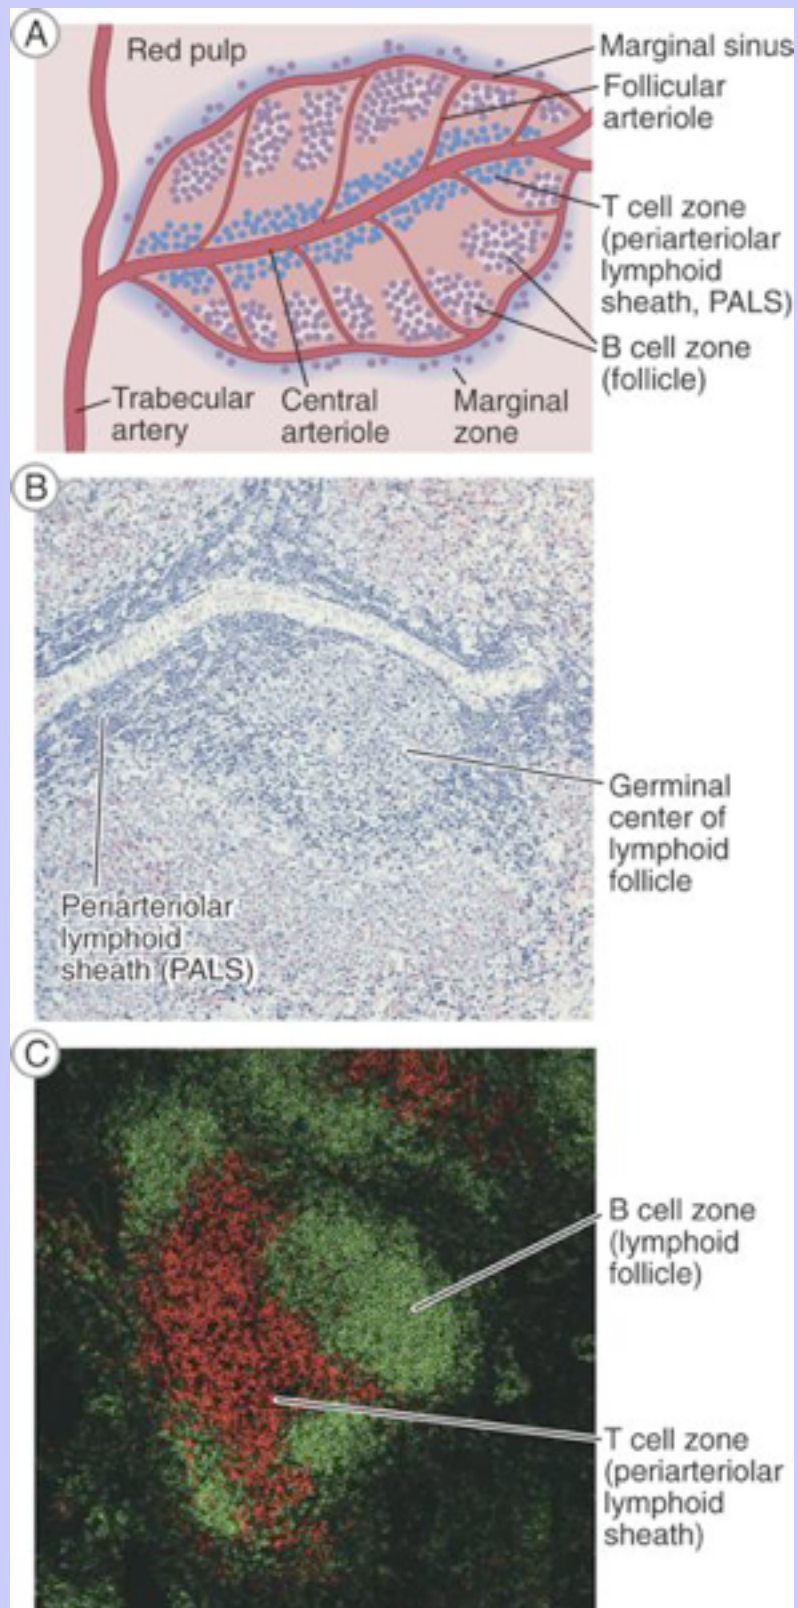 A
Red pulp
Marginal sinus
Follicular
arteriole
T cell zone
(periarteriolar
lymphoid
sheath, PALS)
B cell zone
(follicle)
Trabecular
artery
Central
arteriole
Marginal
zone
B
Germinal
center of
lymphoid
follicle
Periarteriolar
lymphoid
sheath (PALS)
C
B cell zone
(lymphoid
follicle)
T cell zone
(periarteriolar
lymphoid
sheath)